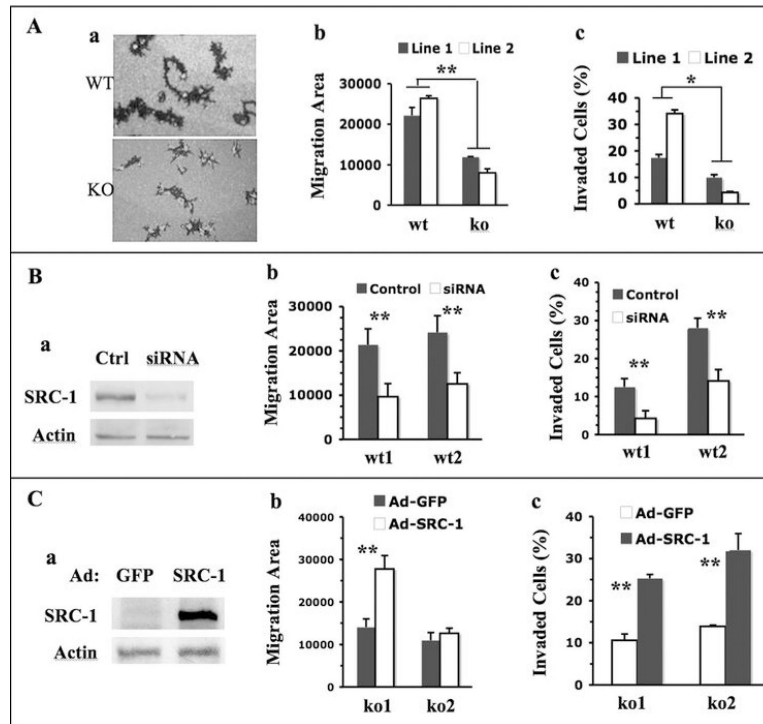 A
a
WT
KO
b
Line 1 Line 2
**
Migration Area
30000
20000
10000
0
wt ko
c
Line 1 Line 2
*
Invaded Cells (%)
40
30
20
10
0
wt ko
B
a
Ctrl siRNA
SRC-1
Actin
b
Control siRNA
** **
Migration Area
30000
20000
10000
0
wt1 wt2
c
Control
siRNA
**
**
Invaded Cells (%)
30
20
10
0
wt1 wt2
C
a
Ad: GFP SRC-1
SRC-1
Actin
b
Ad-GFP
Ad-SRC-1
**
Migration Area
40000
30000
20000
10000
0
ko1 ko2
c
Ad-GFP
Ad-SRC-1
**
**
Invaded Cells (%)
40
30
20
10
0
ko1 ko2